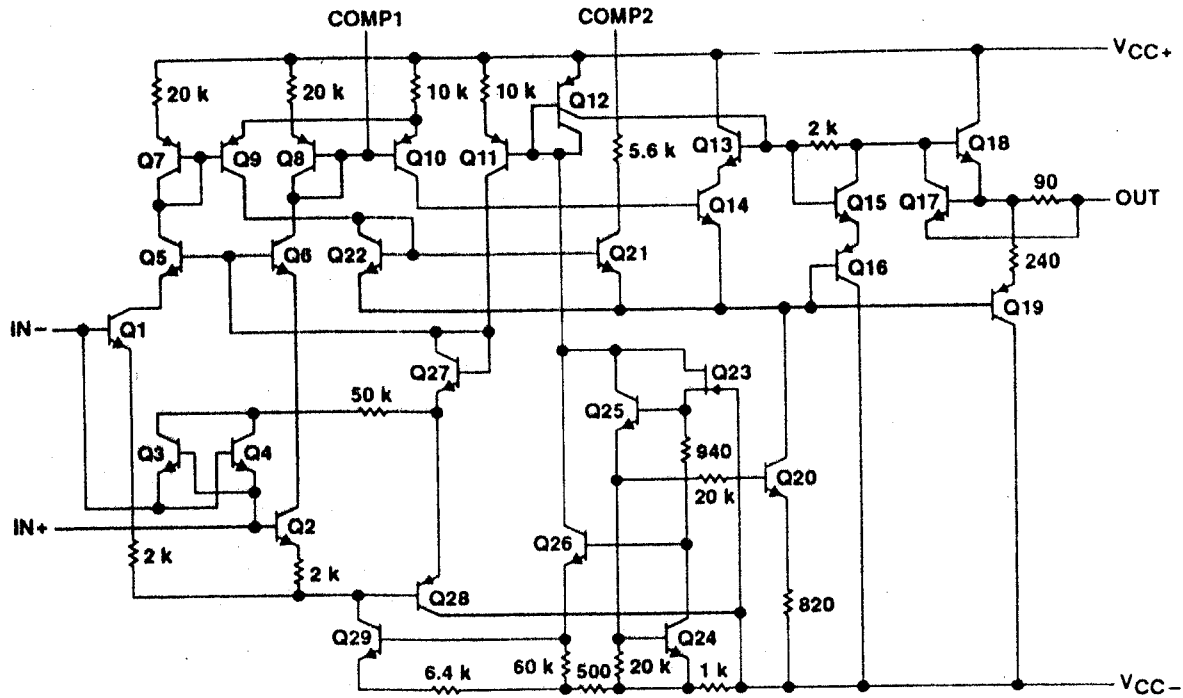 COMP1 COMP2
VCC+
20 k 20 k 10 k 10 k Q12
Q7 Q9 Q8 Q10 Q11 5.6 k Q13 2 k Q18
90
Q14 Q15 Q17 OUT
Q5 Q6 Q22 Q21 Q16 240
Q19
IN− Q1
Q27 Q23
50 k Q25
Q3 Q4 940
20 k Q20
IN+ Q2
Q26
2 k 2 k
Q28 820
Q29 Q24
6.4 k 60 k 500 20 k 1 k
VCC−